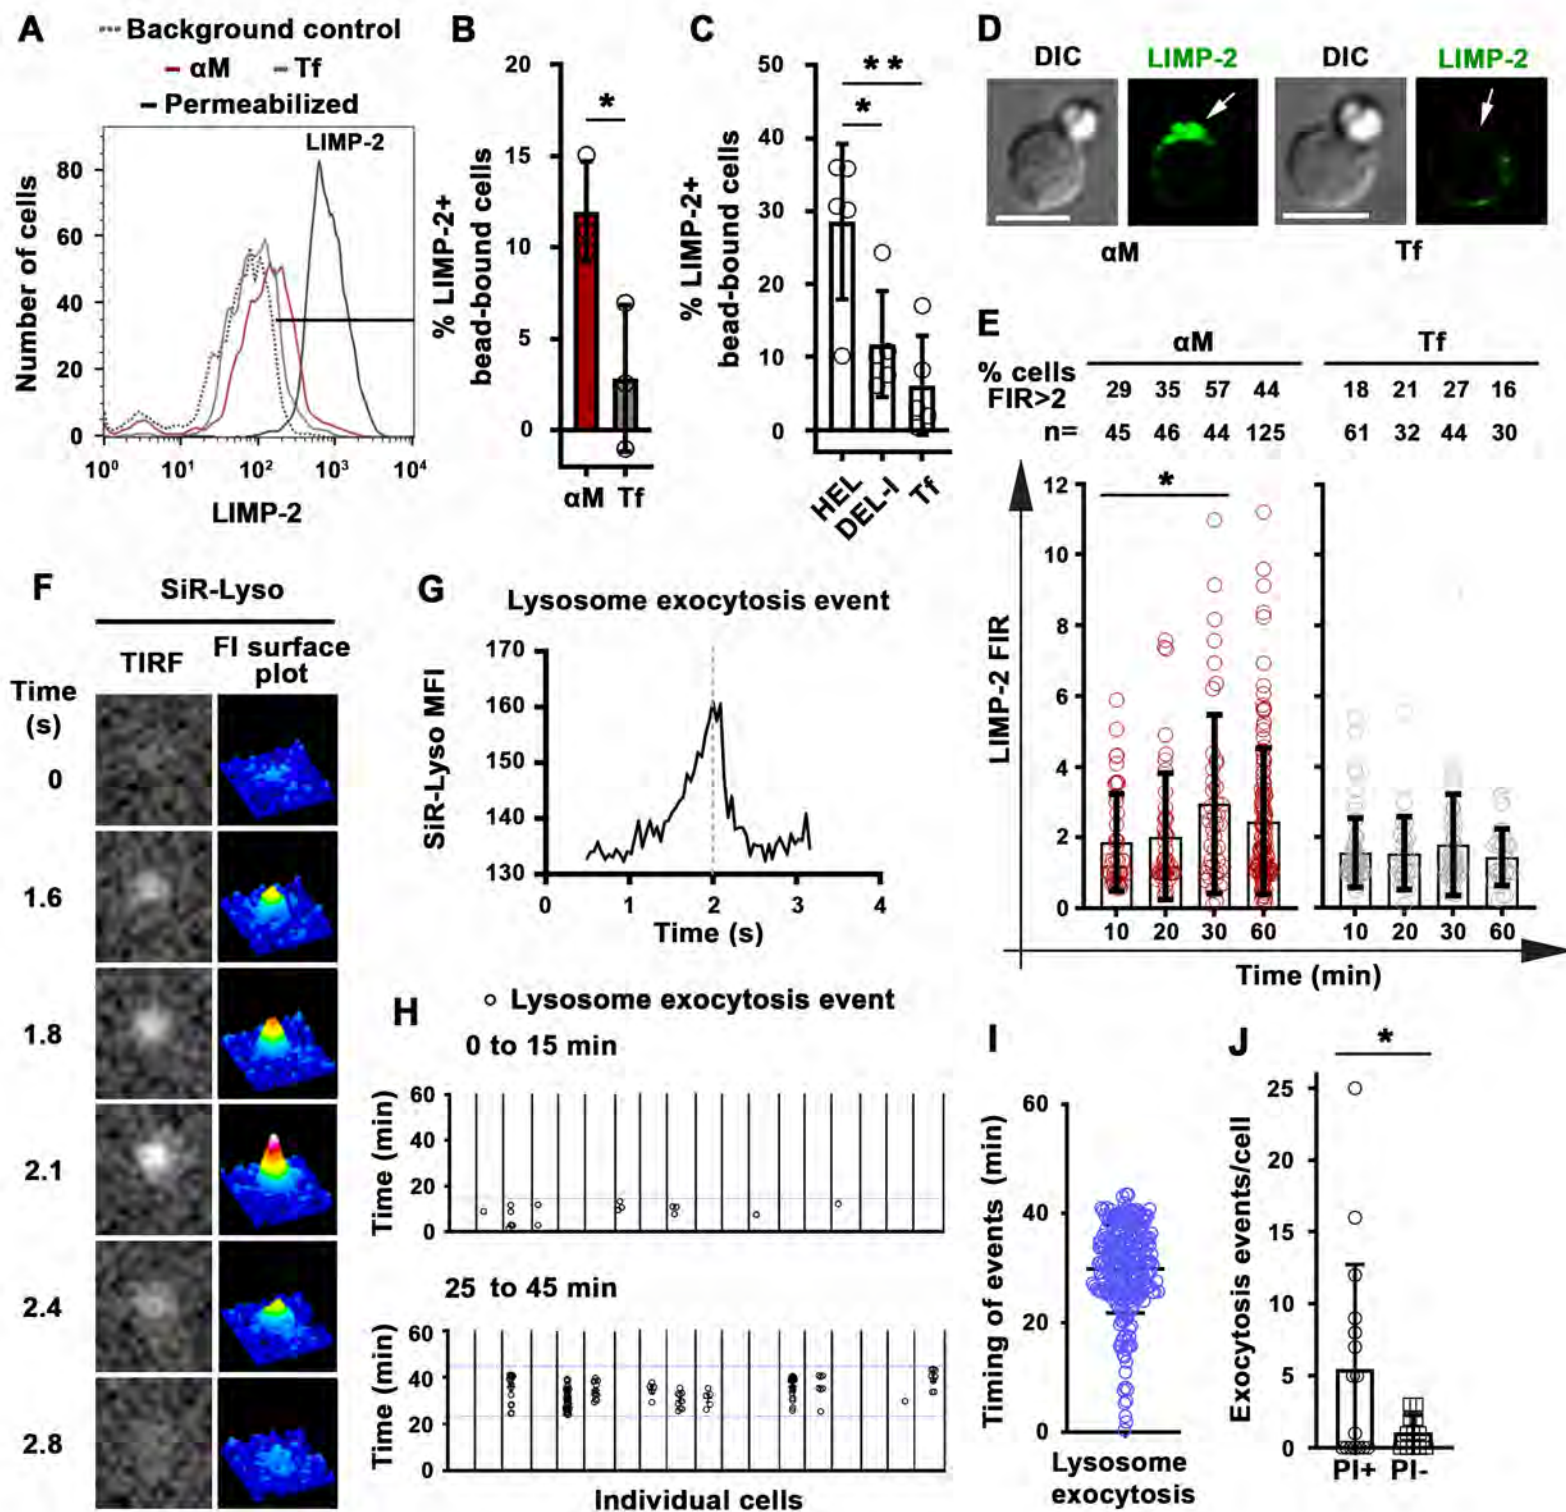 A
Background control
αM Tf
Permeabilized
LIMP-2
Number of cells
80
60
40
20
0
10⁰ 10¹ 10² 10³ 10⁴
LIMP-2
B
% LIMP-2+
bead-bound cells
20
15
10
5
0
*
αM Tf
C
% LIMP-2+
bead-bound cells
50
40
30
20
10
0
**
*
HEL
DEL-I
Tf
D
DIC LIMP-2 DIC LIMP-2
αM Tf
E
αM Tf
% cells
FIR>2
29 35 57 44 18 21 27 16
n= 45 46 44 125 61 32 44 30
LIMP-2 FIR
12
10
8
6
4
2
0
*
10 20 30 60 10 20 30 60
Time (min)
F
SiR-Lyso
TIRF FI surface
plot
Time
(s)
0
1.6
1.8
2.1
2.4
2.8
G
Lysosome exocytosis event
SiR-Lyso MFI
170
160
150
140
130
0 1 2 3 4
Time (s)
H
Lysosome exocytosis event
0 to 15 min
Time (min)
60
40
20
0
25 to 45 min
Time (min)
60
40
20
0
Individual cells
I
Timing of events (min)
60
40
20
0
Lysosome
exocytosis
J
Exocytosis events/cell
*
25
20
15
10
5
0
PI+ PI-